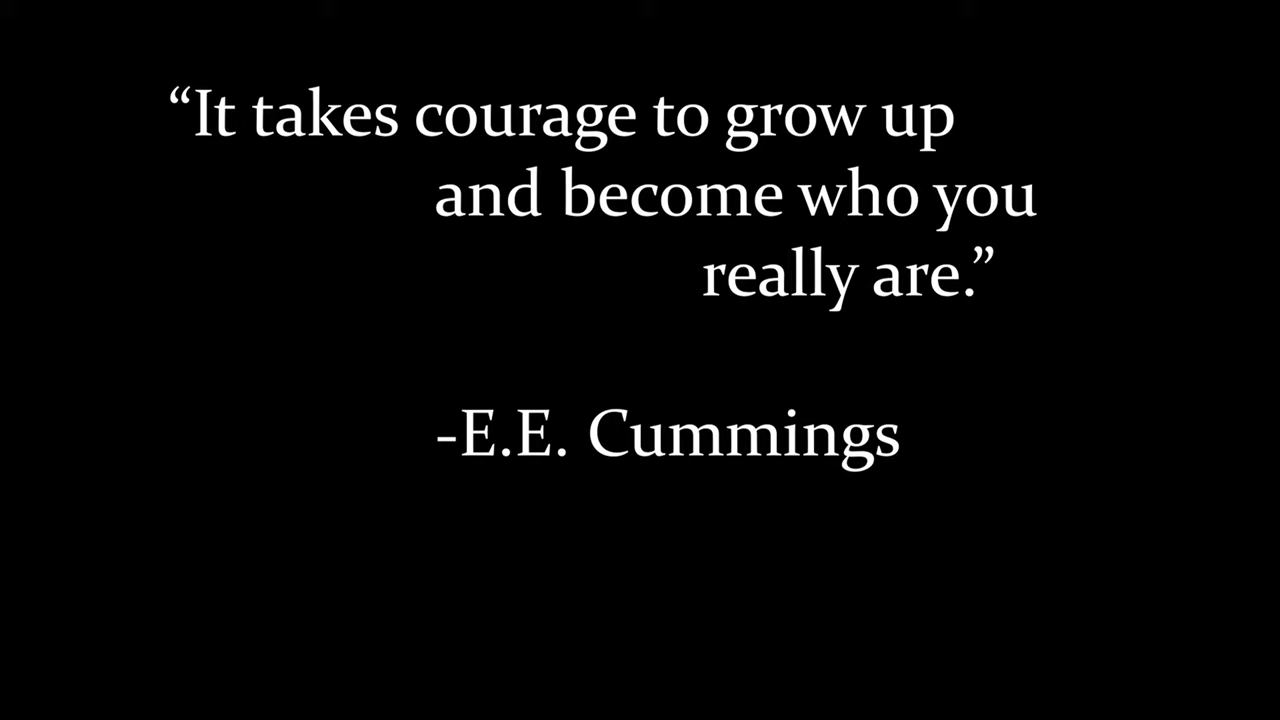 “It takes courage to grow up
and become who you
really are.”
-E.E. Cummings